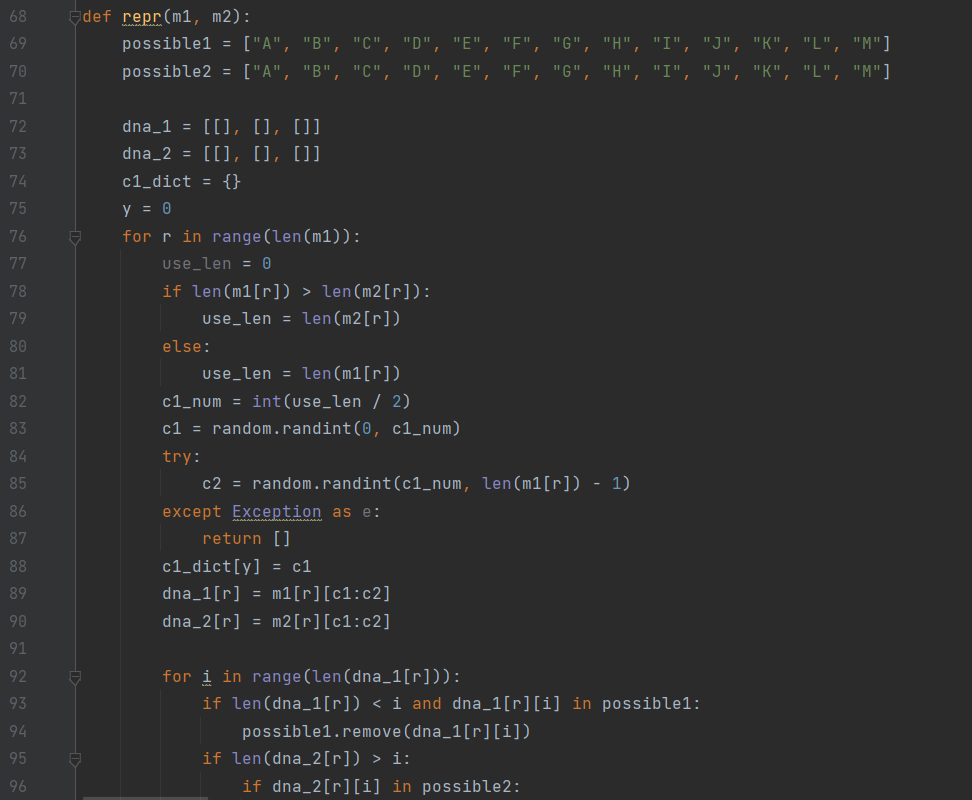 68 def repr(m1, m2):
69     possible1 = ["A", "B", "C", "D", "E", "F", "G", "H", "I", "J", "K", "L", "M"]
70     possible2 = ["A", "B", "C", "D", "E", "F", "G", "H", "I", "J", "K", "L", "M"]
71
72     dna_1 = [[], [], []]
73     dna_2 = [[], [], []]
74     c1_dict = {}
75     y = 0
76     for r in range(len(m1)):
77         use_len = 0
78         if len(m1[r]) > len(m2[r]):
79             use_len = len(m2[r])
80         else:
81             use_len = len(m1[r])
82         c1_num = int(use_len / 2)
83         c1 = random.randint(0, c1_num)
84         try:
85             c2 = random.randint(c1_num, len(m1[r]) - 1)
86         except Exception as e:
87             return []
88         c1_dict[y] = c1
89         dna_1[r] = m1[r][c1:c2]
90         dna_2[r] = m2[r][c1:c2]
91
92         for i in range(len(dna_1[r])):
93             if len(dna_1[r]) < i and dna_1[r][i] in possible1:
94                 possible1.remove(dna_1[r][i])
95             if len(dna_2[r]) > i:
96                 if dna_2[r][i] in possible2: